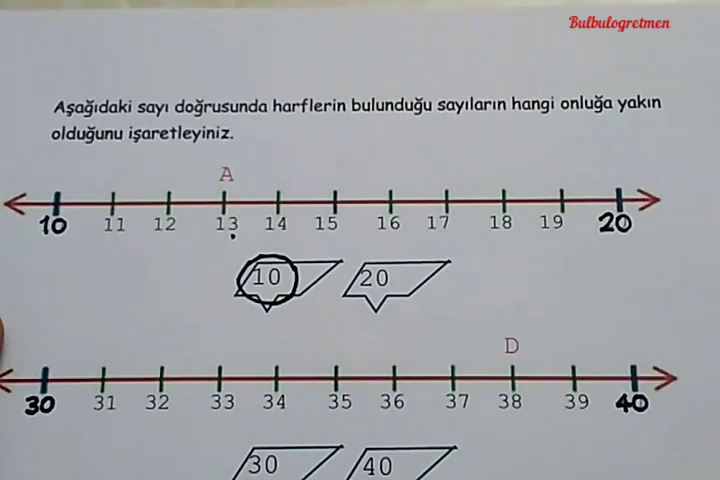 Bulbulogretmen
Aşağıdaki sayı doğrusunda harflerin bulunduğu sayıların hangi onluğa yakın
olduğunu işaretleyiniz.
A
10 11 12 13 14 15 16 17 18 19 20
10 20
D
30 31 32 33 34 35 36 37 38 39 40
30 40